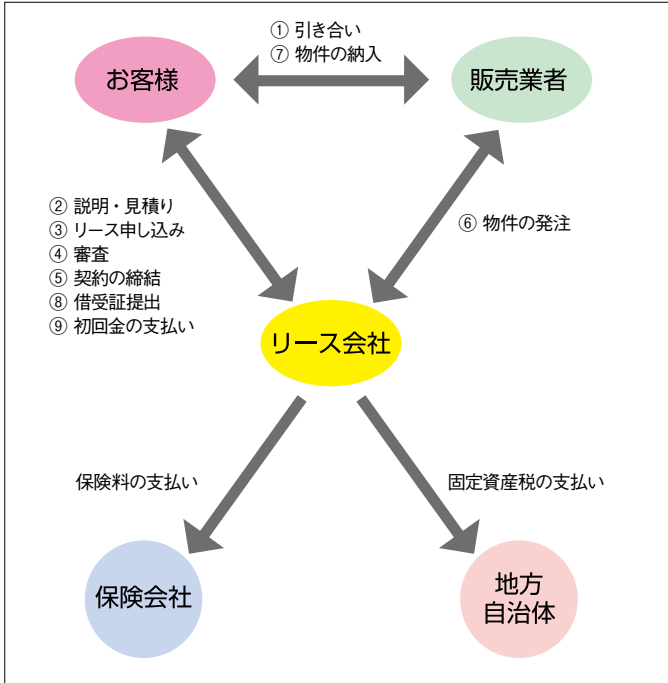 ① 引き合い
⑦ 物件の納入
お客様
販売業者
② 説明・見積り
③ リース申し込み
④ 審査
⑤ 契約の締結
⑧ 借受証提出
⑨ 初回金の支払い
⑥ 物件の発注
リース会社
保険料の支払い
固定資産税の支払い
保険会社
地方
自治体